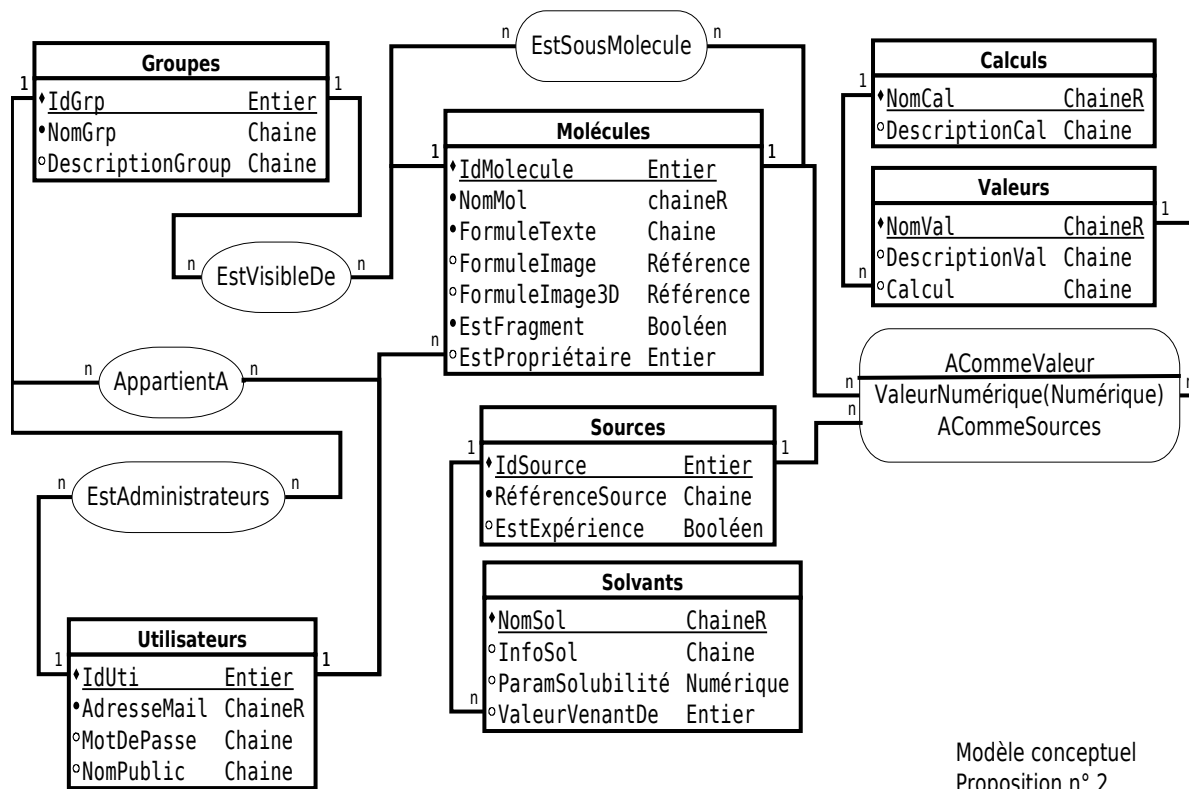 n
EstSousMolecule
n
Groupes
1
1
IdGrp Entier
NomGrp Chaine
DescriptionGroup Chaine
Molécules
1
1
IdMolecule Entier
NomMol chaineR
FormuleTexte Chaine
FormuleImage Référence
FormuleImage3D Référence
EstFragment Booléen
n
EstPropriétaire Entier
Calculs
1
NomCal ChaineR
DescriptionCal Chaine
Valeurs
1
NomVal ChaineR
DescriptionVal Chaine
n
Calcul Chaine
n
EstVisibleDe
n
n
AppartientA
n
ACommeValeur
n
ValeurNumérique(Numérique)
n
n
ACommeSources
Sources
1
1
IdSource Entier
RéférenceSource Chaine
EstExpérience Booléen
n
EstAdministrateurs
n
Solvants
NomSol ChaineR
InfoSol Chaine
ParamSolubilité Numérique
n
ValeurVenantDe Entier
Utilisateurs
1
1
IdUti Entier
AdresseMail ChaineR
MotDePasse Chaine
NomPublic Chaine
Modèle conceptuel
Proposition n° 2